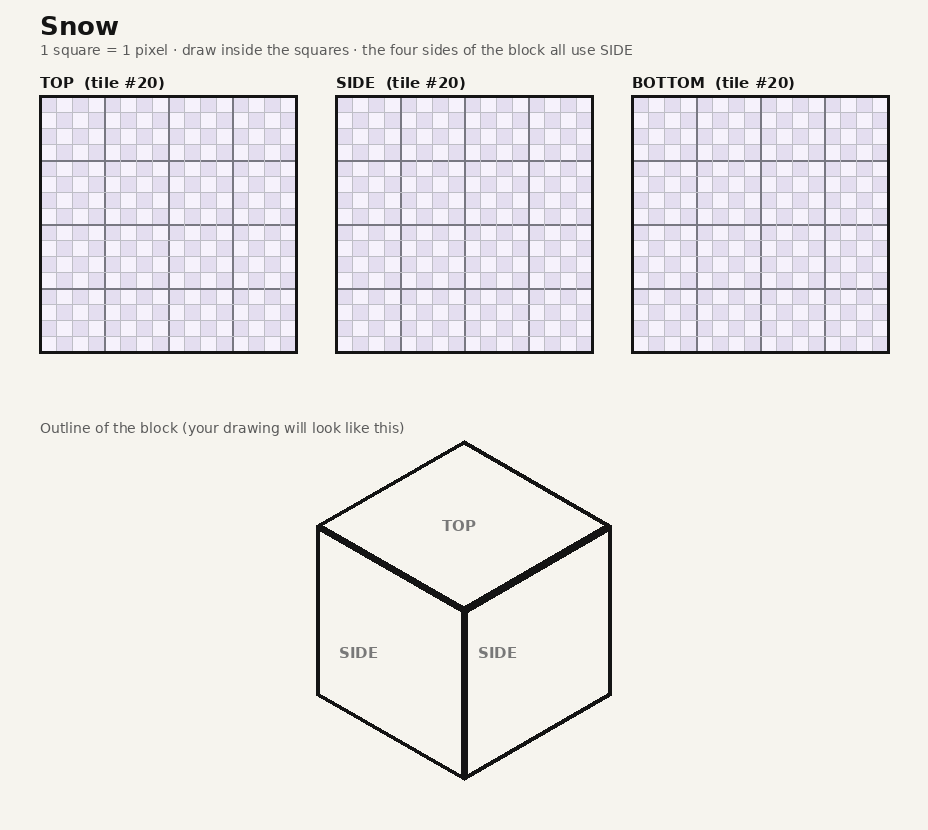 Snow
1 square = 1 pixel · draw inside the squares · the four sides of the block all use SIDE
TOP (tile #20)
SIDE (tile #20)
BOTTOM (tile #20)
Outline of the block (your drawing will look like this)
TOP
SIDE
SIDE